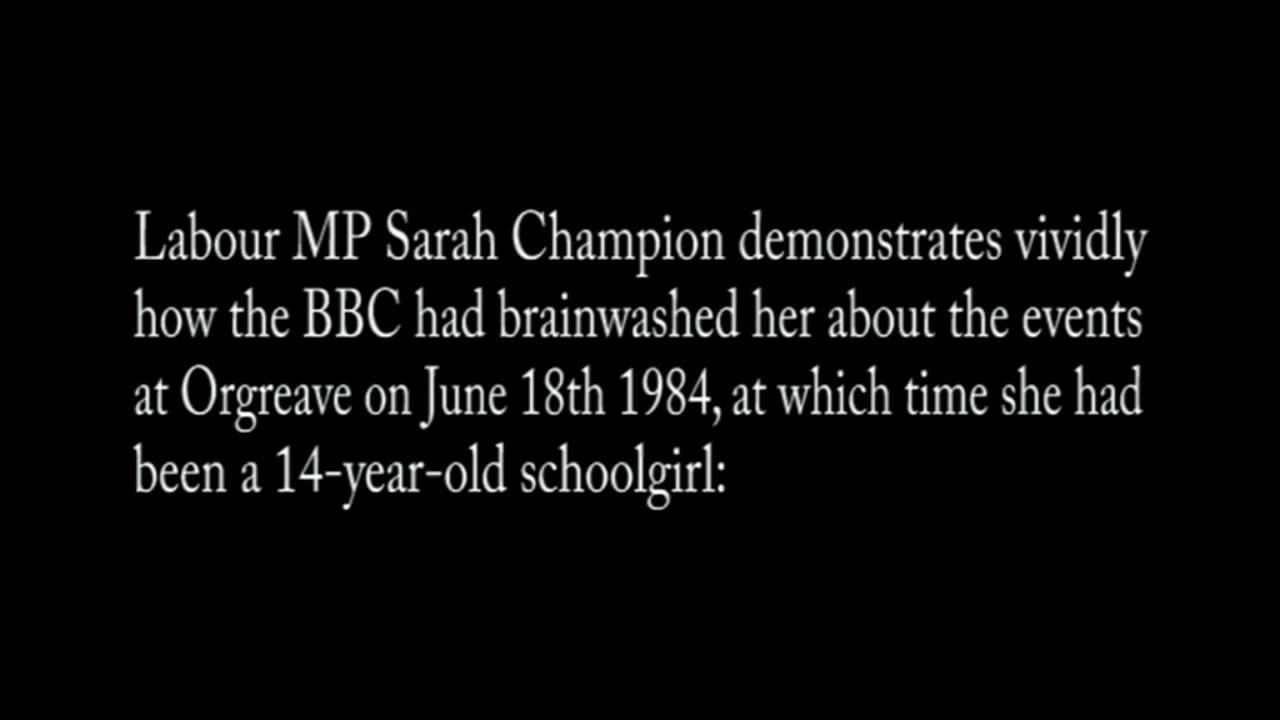 Labour MP Sarah Champion demonstrates vividly
how the BBC had brainwashed her about the events
at Orgreave on June 18th 1984, at which time she had
been a 14-year-old schoolgirl: